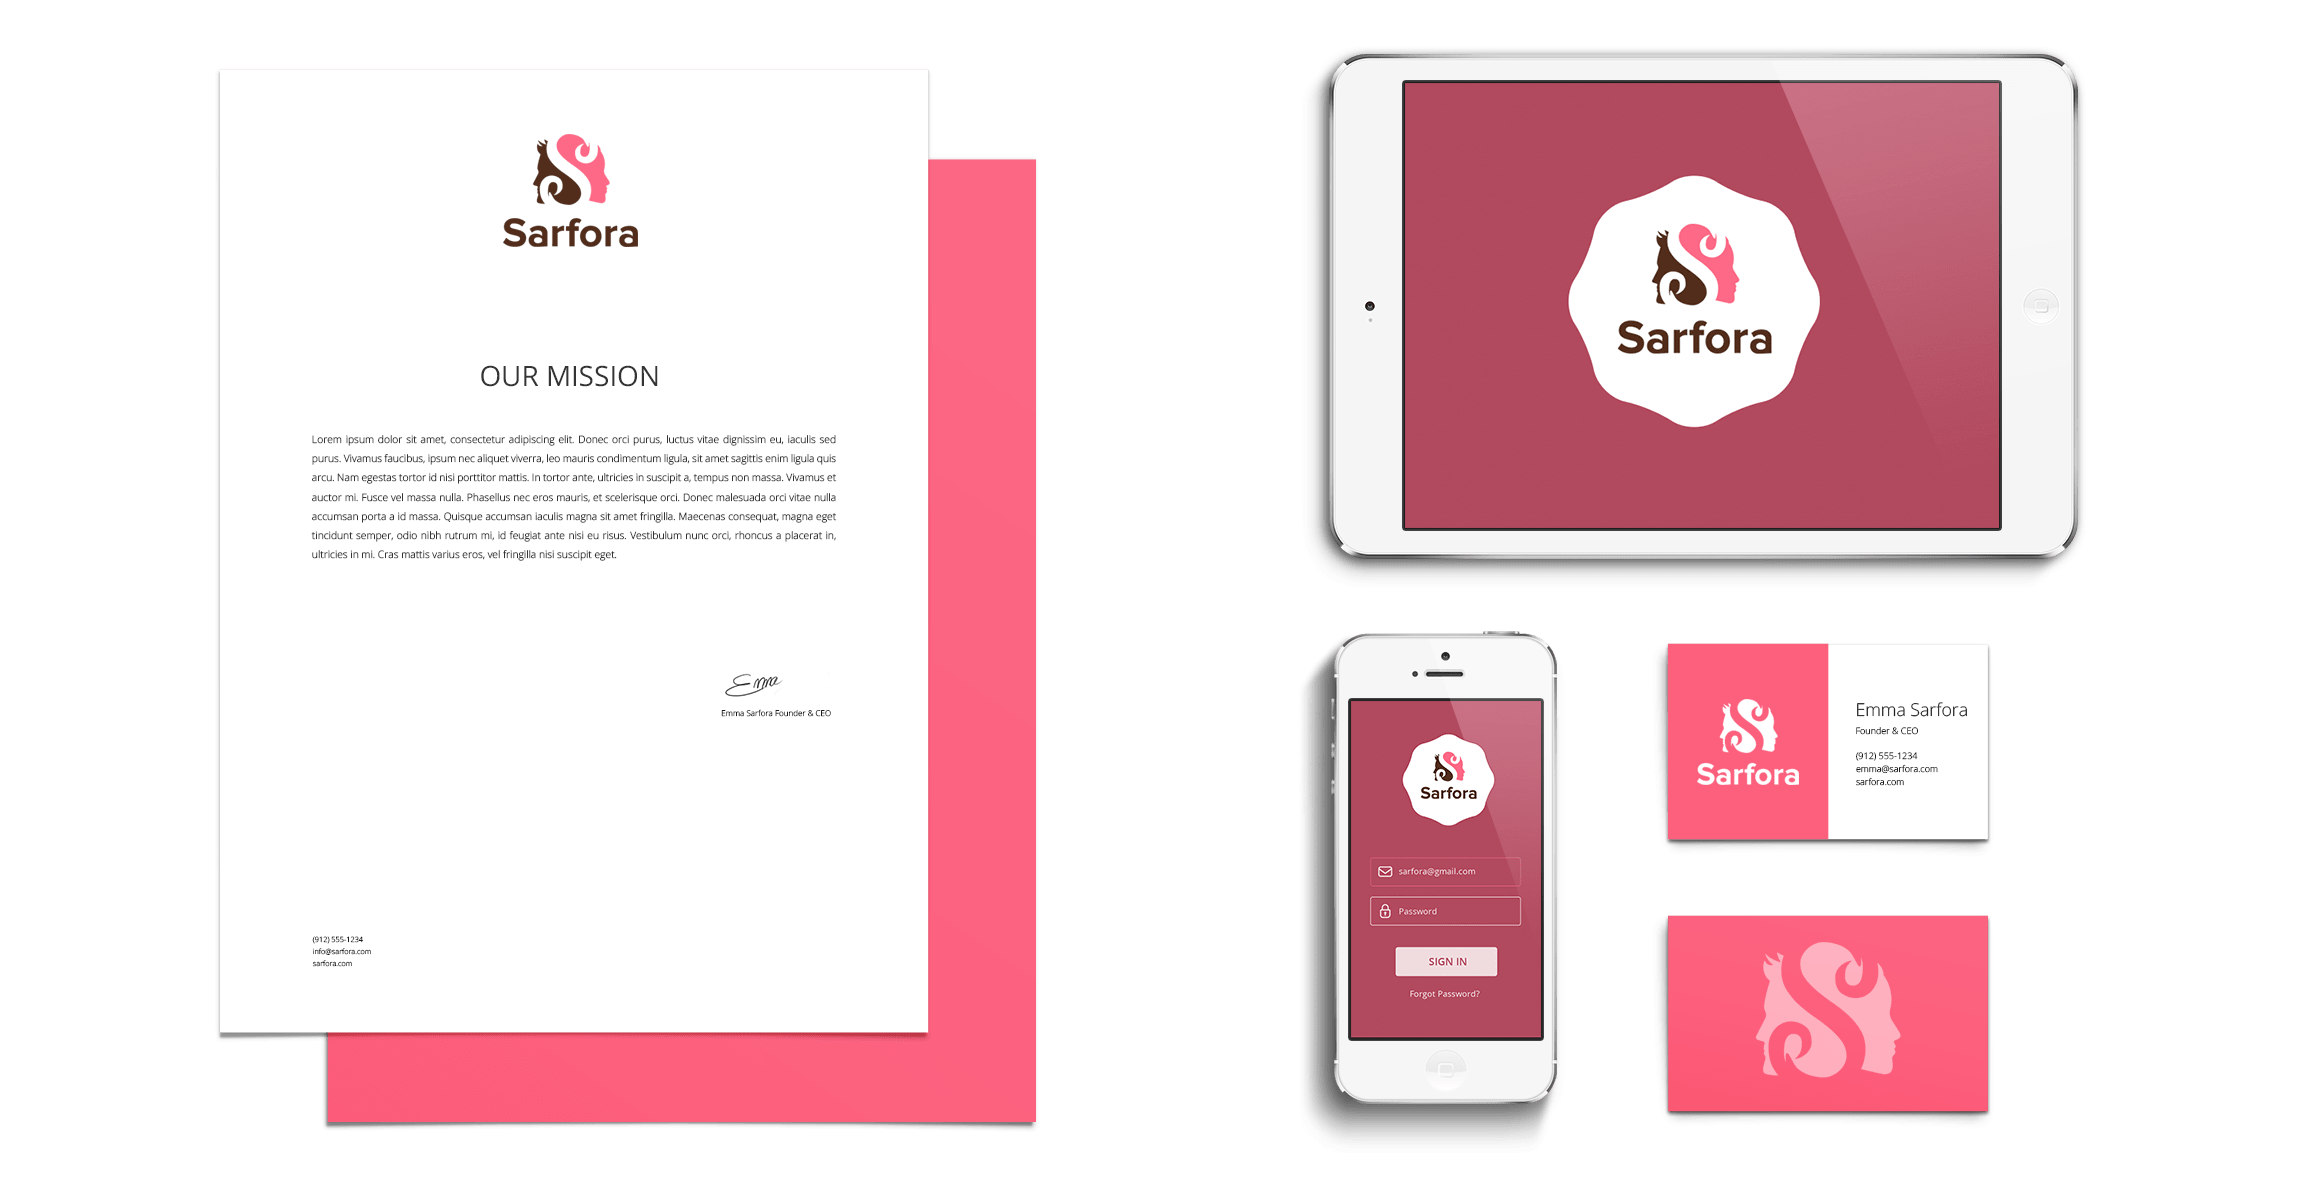 Sarfora
OUR MISSION
Lorem ipsum dolor sit amet, consectetur adipiscing elit. Donec orci purus, luctus vitae dignissim eu, iaculis sed
purus. Vivamus faucibus, ipsum nec aliquet viverra, leo mauris condimentum ligula, sit amet sagittis enim ligula quis
arcu. Nam egestas tortor id nisi porttitor mattis. In tortor ante, ultricies in suscipit a, tempus non massa. Vivamus et
auctor mi. Fusce vel massa nulla. Phasellus nec eros mauris, et scelerisque orci. Donec malesuada orci vitae nulla
accumsan porta a id massa. Quisque accumsan iaculis magna sit amet fringilla. Maecenas consequat, magna eget
tincidunt semper, odio nibh rutrum mi, id feugiat ante nisi eu risus. Vestibulum nunc orci, rhoncus a placerat in,
ultricies in mi. Cras mattis varius eros, vel fringilla nisi suscipit eget.
Emma
Emma Sarfora Founder & CEO
(912) 555-1234
info@sarfora.com
sarfora.com
Sarfora
Sarfora
sarfora@gmail.com
Password
SIGN IN
Forgot Password?
Sarfora
Emma Sarfora
Founder & CEO
(912) 555-1234
emma@sarfora.com
sarfora.com